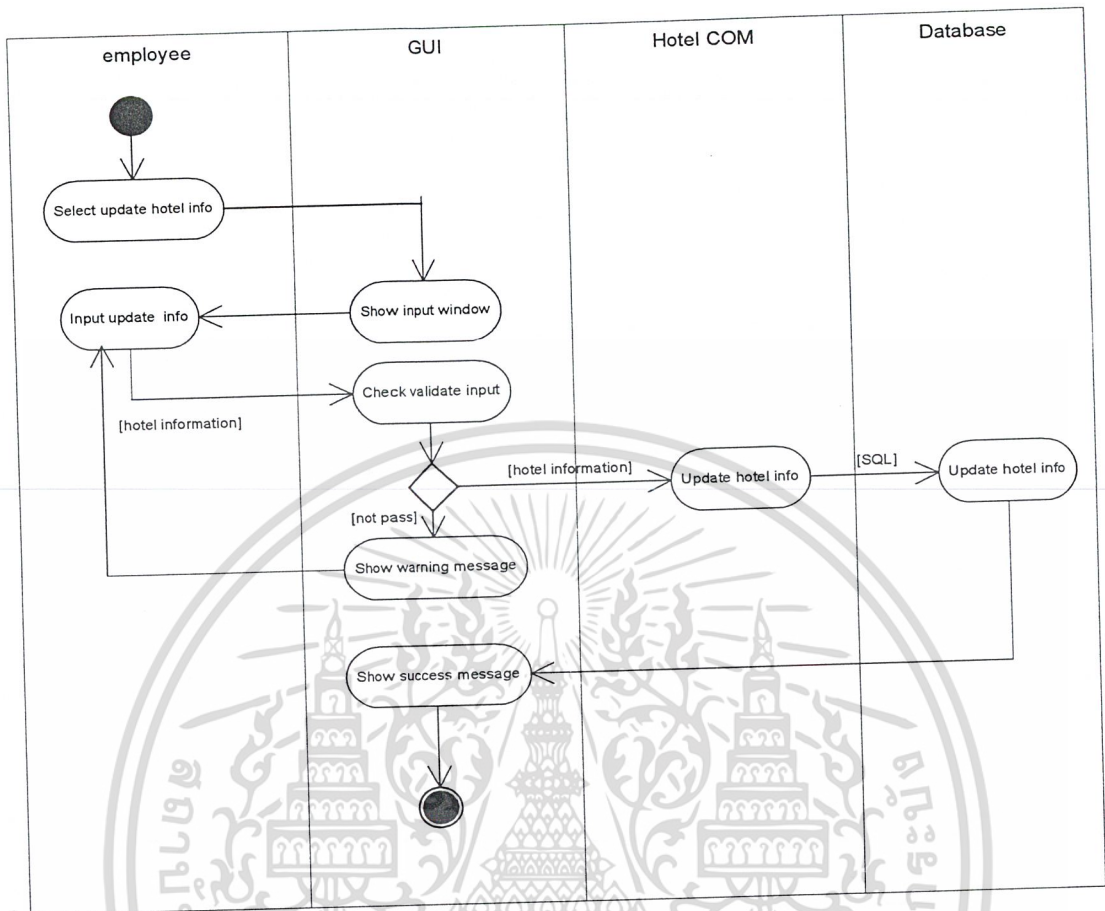 employee
GUI
Hotel COM
Database
Select update hotel info
Show input window
Input update info
Check validate input
[hotel information]
[hotel information]
Update hotel info
[SQL]
Update hotel info
[not pass]
Show warning message
Show success message